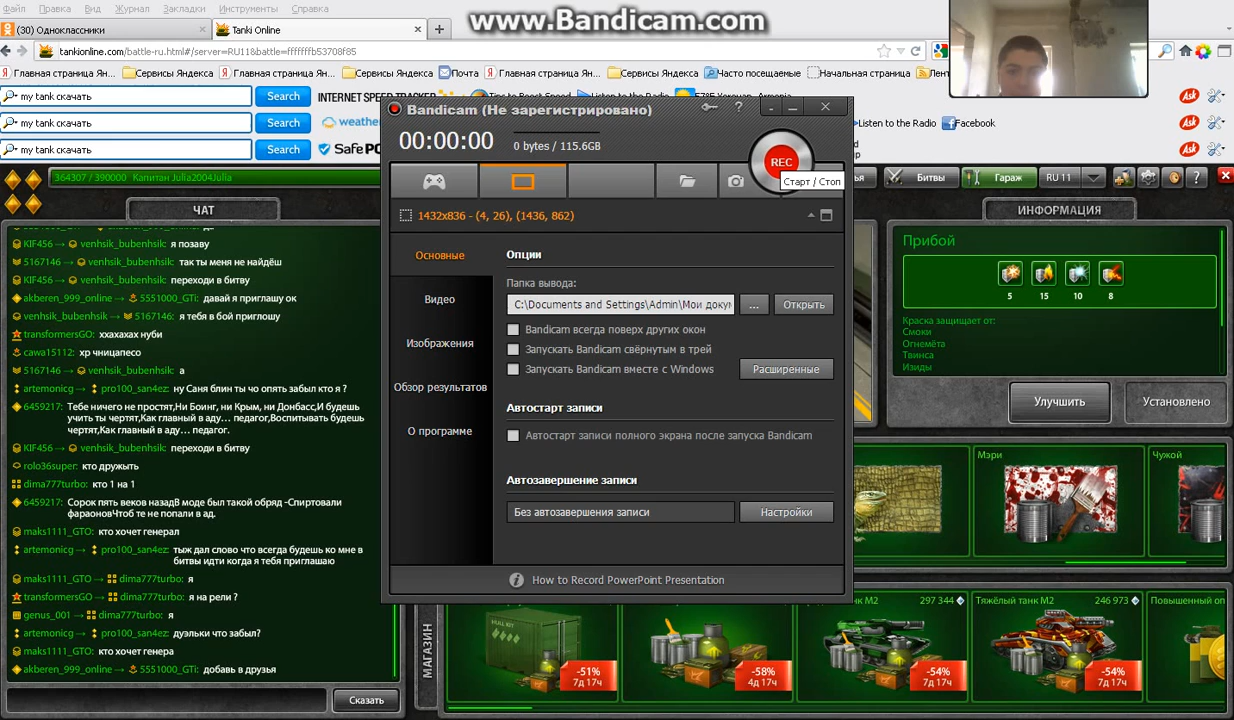 www.Bandicam.com
Файл Правка Вид Журнал Закладки Инструменты Справка
(30) Одноклассники
Tanki Online
tankionline.com/battle-ru.html#/server=RU11&battle=fffffffb53708f85
Главная страница Ян... Сервисы Яндекса Почта Главная страница Ян... Сервисы Яндекса Часто посещаемые Начальная страница Лен
my tank скачать Search INTERNET SPEED TRACKER
my tank скачать Search weathe Listen to the Radio Facebook
my tank скачать Search SafePC
Ask
Ask
Ask
Bandicam (Не зарегистрировано)
00:00:00
0 bytes / 115.6GB
REC
Старт / Стоп
1432x836 - (4, 26), (1436, 862)
Основные
Видео
Изображения
Обзор результатов
О программе
Опции
Папка вывода:
C:\Documents and Settings\Admin\Мои докум
...
Открыть
Bandicam всегда поверх других окон
Запускать Bandicam свёрнутым в трей
Запускать Bandicam вместе с Windows
Расширенные
Автостарт записи
Автостарт записи полного экрана после запуска Bandicam
Автозавершение записи
Без автозавершения записи
Настройки
How to Record PowerPoint Presentation
364307 / 390000 Капитан Julia2004Julia
Битвы
Гараж
RU 11
ЧАТ
KIF456 → venhsik_bubenhsik: я позаву
5167146 → venhsik_bubenhsik: так ты меня не найдёш
KIF456 → venhsik_bubenhsik: переходи в битву
akberen_999_online → 5551000_GTi: давай я приглашу ок
venhsik_bubenhsik → 5167146: я тебя в бой приглошу
transformersGO: ххахахах нуби
cawa15112: хр чницапесо
5167146 → venhsik_bubenhsik: а
artemonicg → pro100_san4ez: ну Саня блин ты чо опять забыл кто я ?
6459217: Тебе ничего не простят,Ни Боинг, ни Крым, ни Донбасс,И будешь
учить ты чертят,Как главный в аду... педагог,Воспитывать будешь
чертят,Как главный в аду... педагог.
KIF456 → venhsik_bubenhsik: переходи в битву
rolo36super: кто дружыть
dima777turbo: кто 1 на 1
6459217: Сорок пять веков назадВ моде был такой обряд -Спиртовали
фараоновЧтоб те не попали в ад.
maks1111_GTO: кто хочет генерал
artemonicg → pro100_san4ez: тыж дал слово что всегда будешь ко мне в
битвы идти когда я тебя приглашаю
maks1111_GTO → dima777turbo: я
transformersGO → dima777turbo: я на рели ?
genus_001 → dima777turbo: я
artemonicg → pro100_san4ez: дуэльки что забыл?
maks1111_GTO: кто хочет генера
akberen_999_online → 5551000_GTi: добавь в друзья
Сказать
ИНФОРМАЦИЯ
Прибой
5 15 10 8
Краска защищает от:
Смоки
Огнемёта
Твинса
Изиды
Улучшить
Установлено
Мэри
Чужой
МАГАЗИН
-51%
7д 17ч
-58%
4д 17ч
танк М2 297 344
-54%
7д 17ч
Тяжёлый танк М2 246 973
-54%
7д 17ч
Повышенный оп